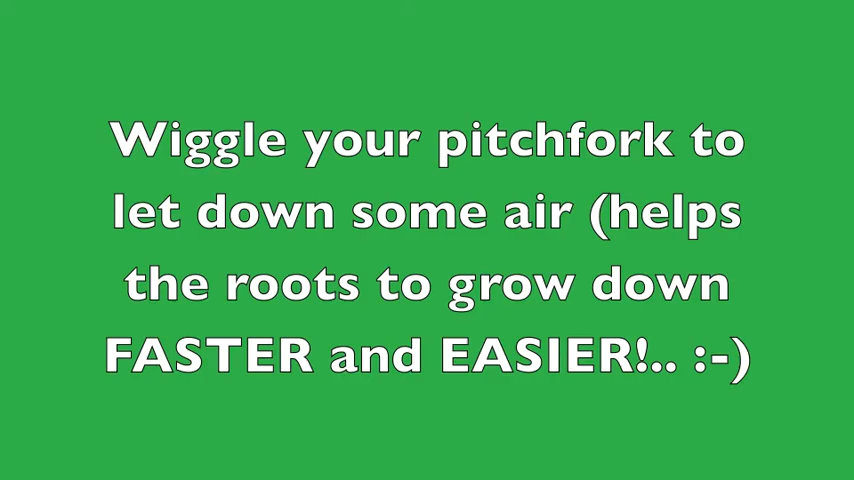 Wiggle your pitchfork to
let down some air (helps
the roots to grow down
FASTER and EASIER!.. :-)